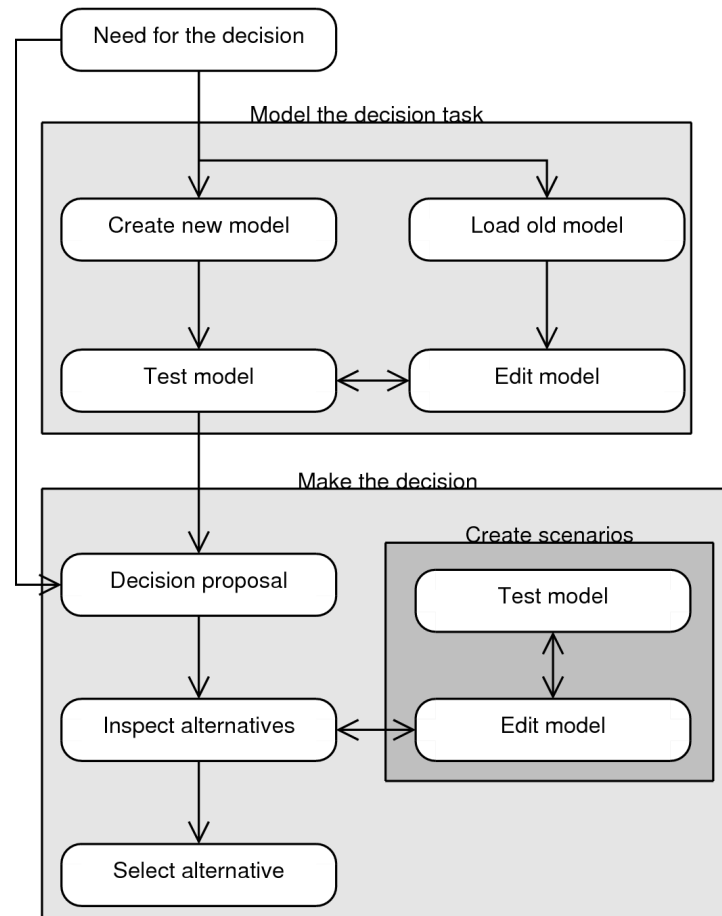 Need for the decision
Model the decision task
Create new model
Load old model
Test model
Edit model
Make the decision
Create scenarios
Decision proposal
Test model
Inspect alternatives
Edit model
Select alternative